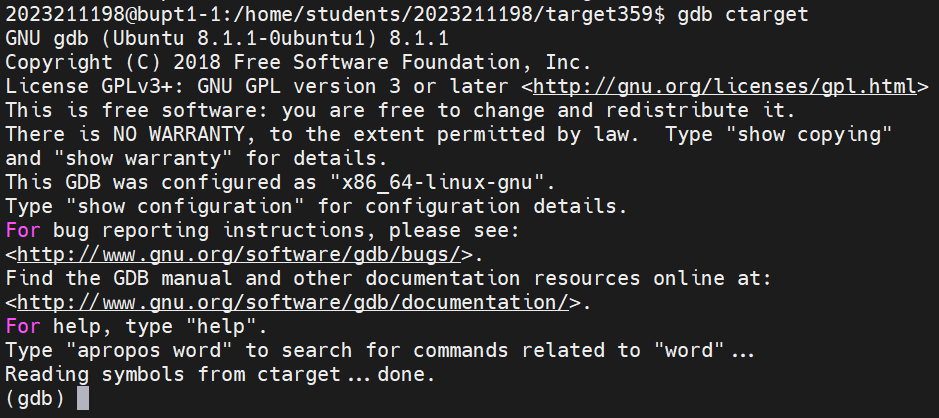 2023211198@bupt1-1:/home/students/2023211198/target359$ gdb ctarget
GNU gdb (Ubuntu 8.1.1-0ubuntu1) 8.1.1
Copyright (C) 2018 Free Software Foundation, Inc.
License GPLv3+: GNU GPL version 3 or later <http://gnu.org/licenses/gpl.html>
This is free software: you are free to change and redistribute it.
There is NO WARRANTY, to the extent permitted by law.  Type "show copying"
and "show warranty" for details.
This GDB was configured as "x86_64-linux-gnu".
Type "show configuration" for configuration details.
For bug reporting instructions, please see:
<http://www.gnu.org/software/gdb/bugs/>.
Find the GDB manual and other documentation resources online at:
<http://www.gnu.org/software/gdb/documentation/>.
For help, type "help".
Type "apropos word" to search for commands related to "word"...
Reading symbols from ctarget...done.
(gdb)